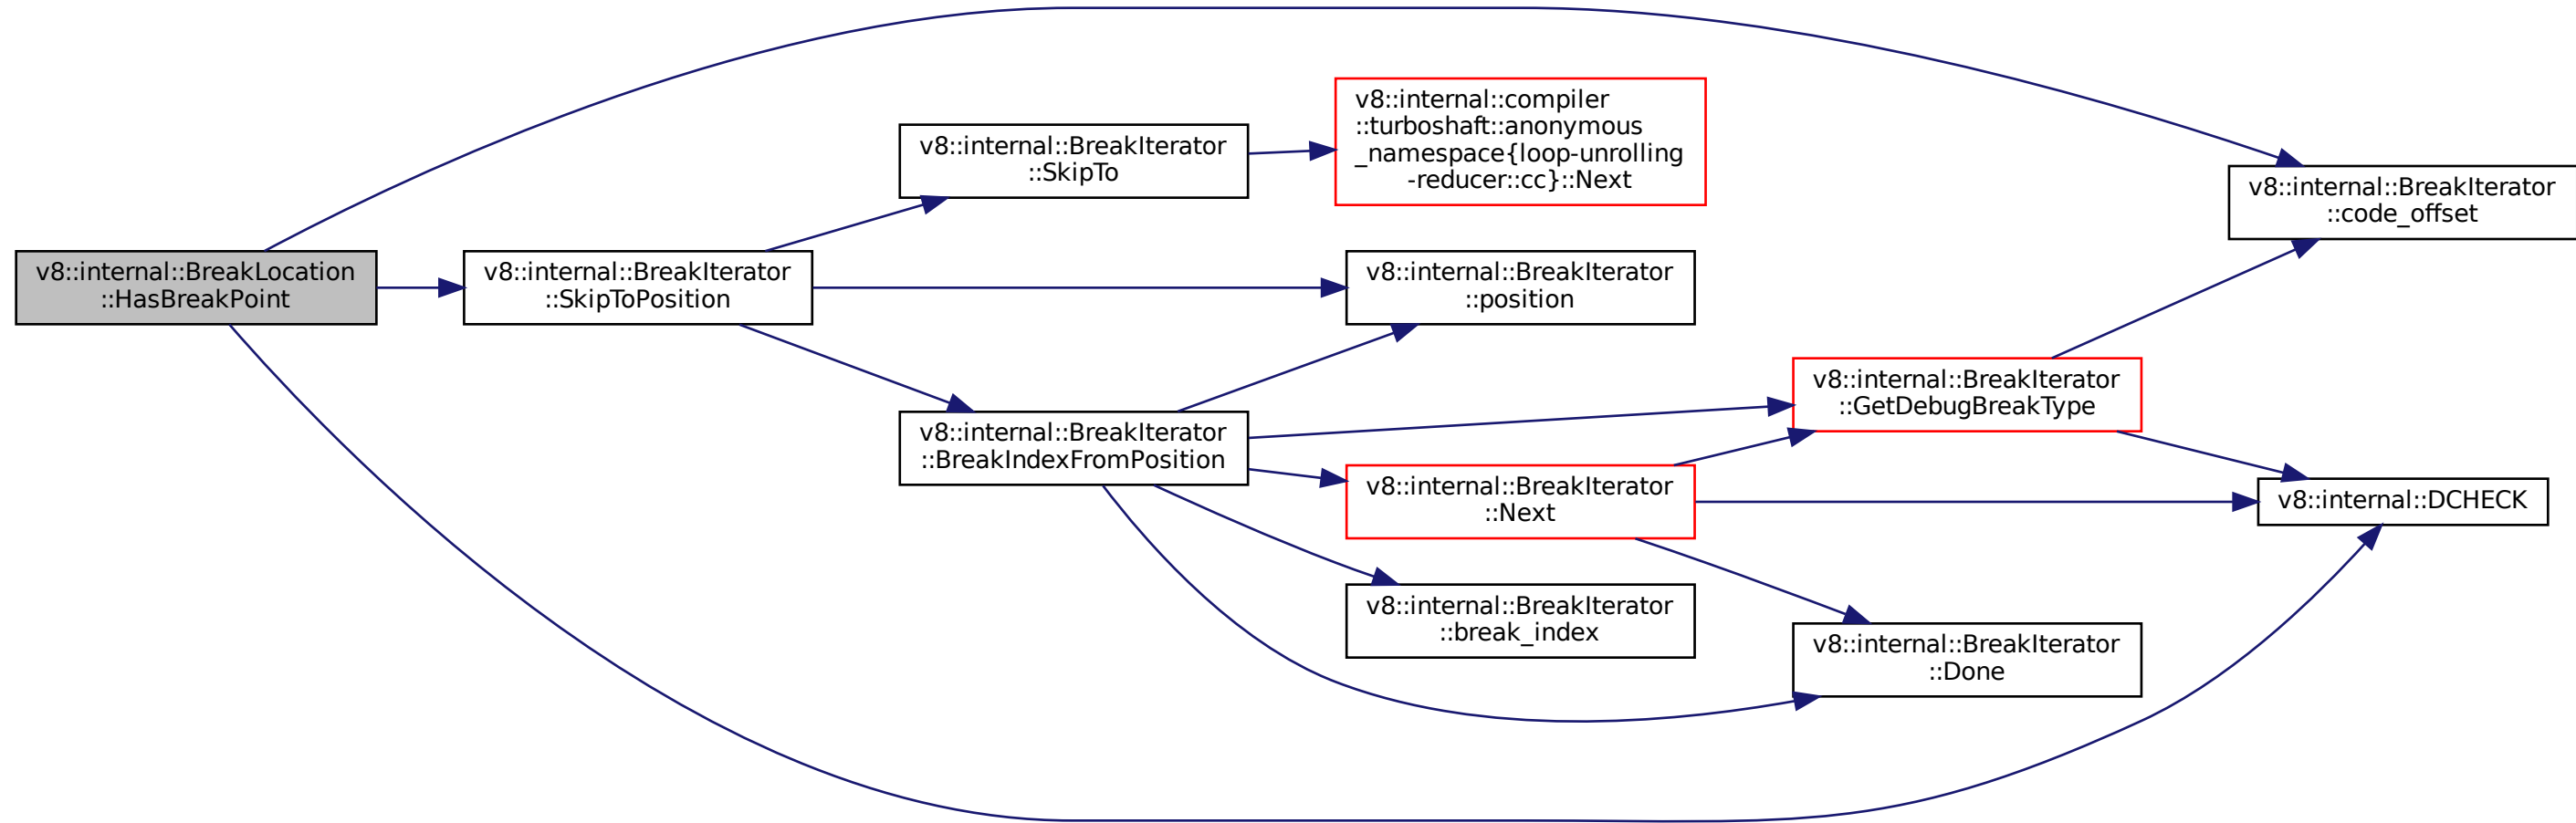 v8::internal::BreakLocation
::HasBreakPoint
v8::internal::BreakIterator
::SkipToPosition
v8::internal::BreakIterator
::SkipTo
v8::internal::compiler
::turboshaft::anonymous
_namespace{loop-unrolling
-reducer::cc}::Next
v8::internal::BreakIterator
::position
v8::internal::BreakIterator
::BreakIndexFromPosition
v8::internal::BreakIterator
::Next
v8::internal::BreakIterator
::break_index
v8::internal::BreakIterator
::GetDebugBreakType
v8::internal::BreakIterator
::Done
v8::internal::BreakIterator
::code_offset
v8::internal::DCHECK